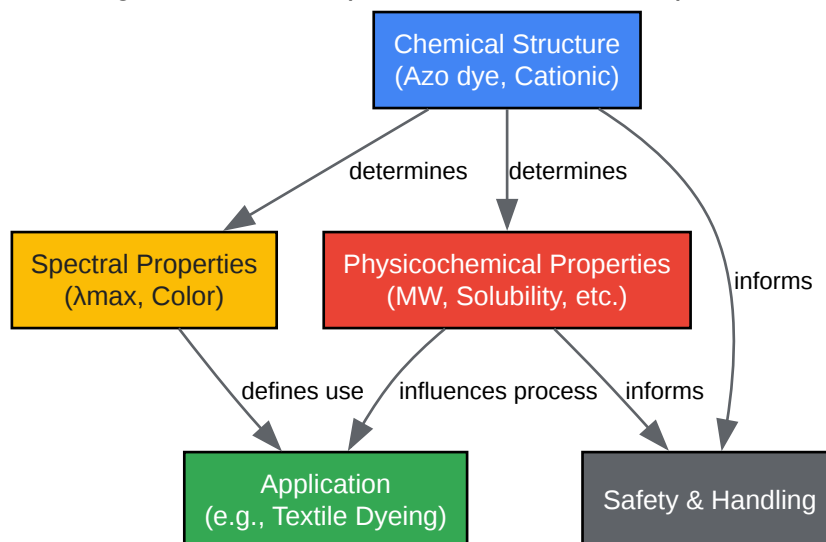 Chemical Structure
(Azo dye, Cationic)
determines
determines
Spectral Properties
(λmax, Color)
Physicochemical Properties
(MW, Solubility, etc.)
informs
defines use
influences process
informs
Application
(e.g., Textile Dyeing)
Safety & Handling